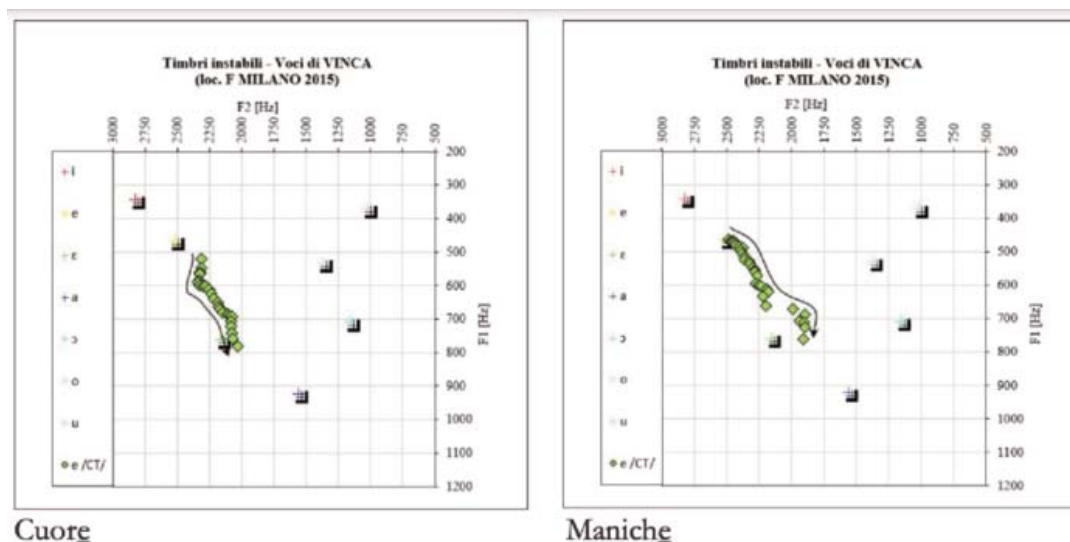 Timbri instabili - Voci di VINCA
(loc. F MILANO 2015)
F2 [Hz]
3000 2750 2500 2250 2000 1750 1500 1250 1000 750 500
200
300
400
500
600
700
800
900
1000
1100
1200
F1 [Hz]
i
e
ε
a
ɔ
o
u
e /CT/
Cuore
Timbri instabili - Voci di VINCA
(loc. F MILANO 2015)
F2 [Hz]
3000 2750 2500 2250 2000 1750 1500 1250 1000 750 500
200
300
400
500
600
700
800
900
1000
1100
1200
F1 [Hz]
i
e
ε
a
ɔ
o
u
e /CT/
Maniche